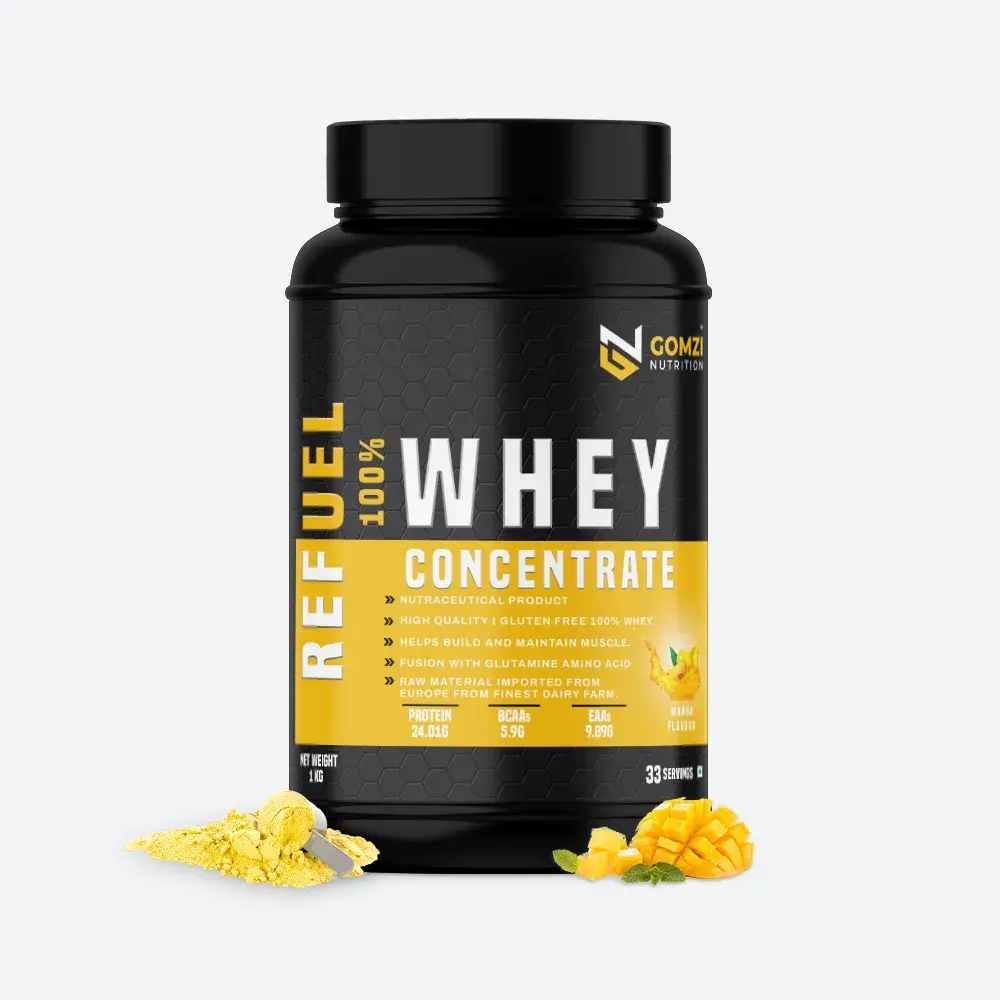 GOMZI
NUTRITION
REFUEL
100%
WHEY
CONCENTRATE
» NUTRACEUTICAL PRODUCT
» HIGH QUALITY I GLUTEN FREE 100% WHEY.
» HELPS BUILD AND MAINTAIN MUSCLE.
» FUSION WITH GLUTAMINE AMINO ACID
» RAW MATERIAL IMPORTED FROM
EUROPE FROM FINEST DAIRY FARM.
MANGO
FLAVOUR
PROTEIN BCAAs EAAs
24.01G 5.9G 9.89G
NET WEIGHT
1 KG
33 SERVINGS